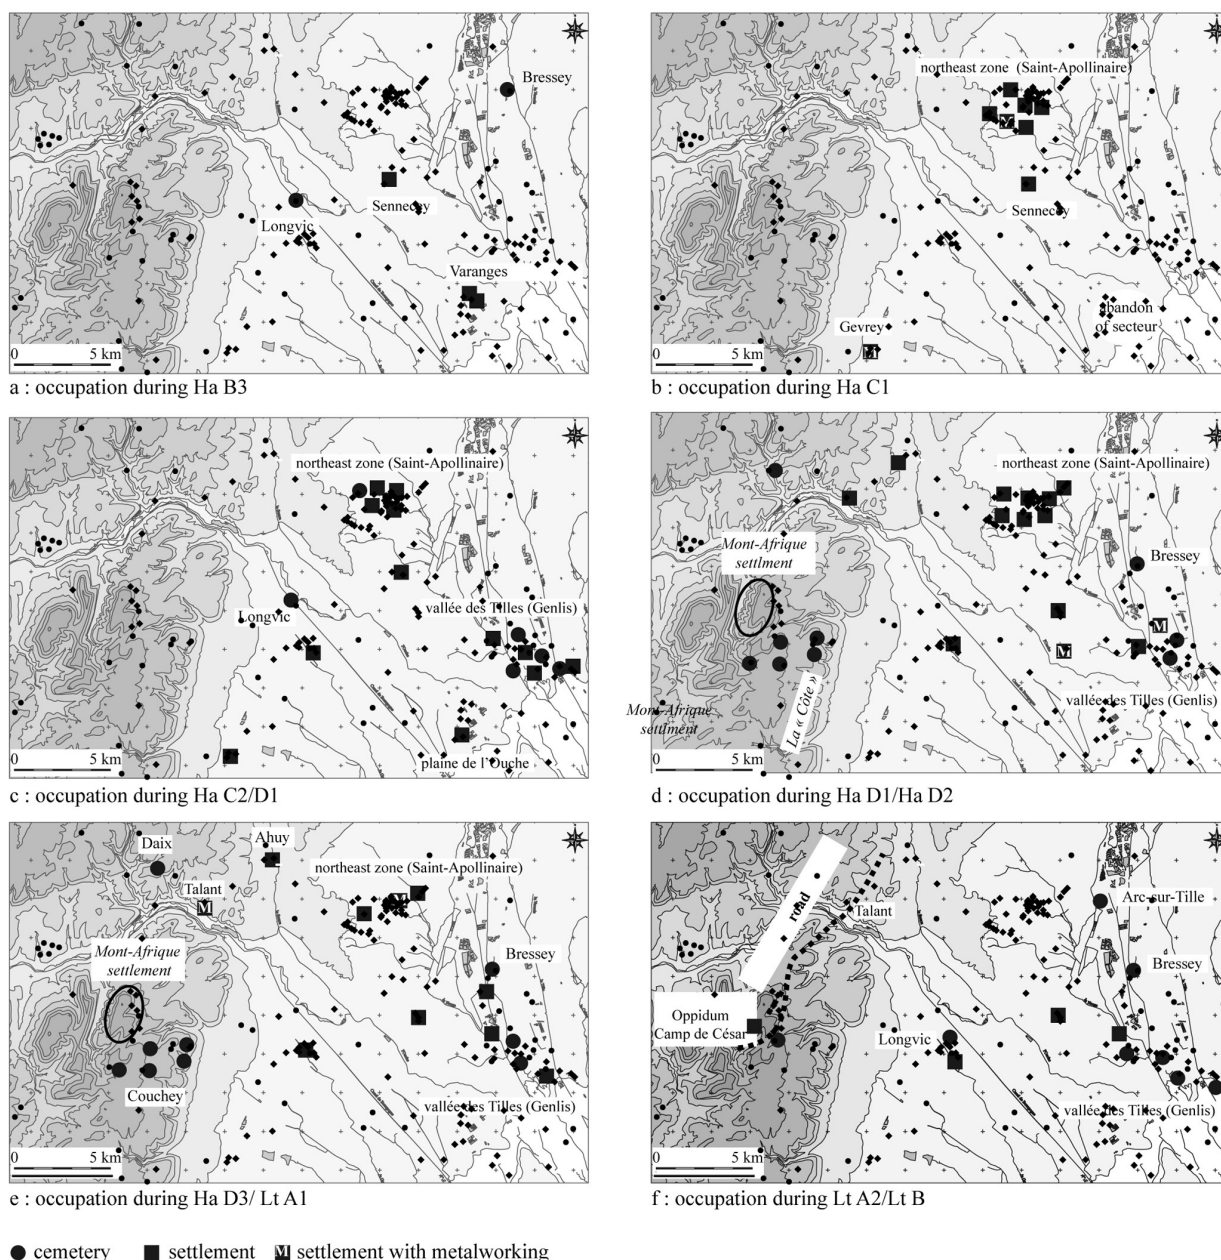 Bressey
Sennecey
Longvic
Varanges
0 5 km
a : occupation during Ha B3
northeast zone (Saint-Apollinaire)
M
Sennecey
abandon
of secteur
Gevrey
M
0 5 km
b : occupation during Ha C1
northeast zone (Saint-Apollinaire)
vallée des Tilles (Genlis)
Longvic
plaine de l'Ouche
0 5 km
c : occupation during Ha C2/D1
northeast zone (Saint-Apollinaire)
Mont-Afrique
settlment
Bressey
M
M
La « Côte »
vallée des Tilles (Genlis)
Mont-Afrique
settlment
0 5 km
d : occupation during Ha D1/Ha D2
Daix
Ahuy
northeast zone (Saint-Apollinaire)
Talant
M
M
Mont-Afrique
settlement
Bressey
Couchey
vallée des Tilles (Genlis)
0 5 km
e : occupation during Ha D3/ Lt A1
road
Talant
Arc-sur-Tille
Bressey
Oppidum
Camp de César
Longvic
vallée des Tilles (Genlis)
0 5 km
f : occupation during Lt A2/Lt B
cemetery settlement M settlement with metalworking